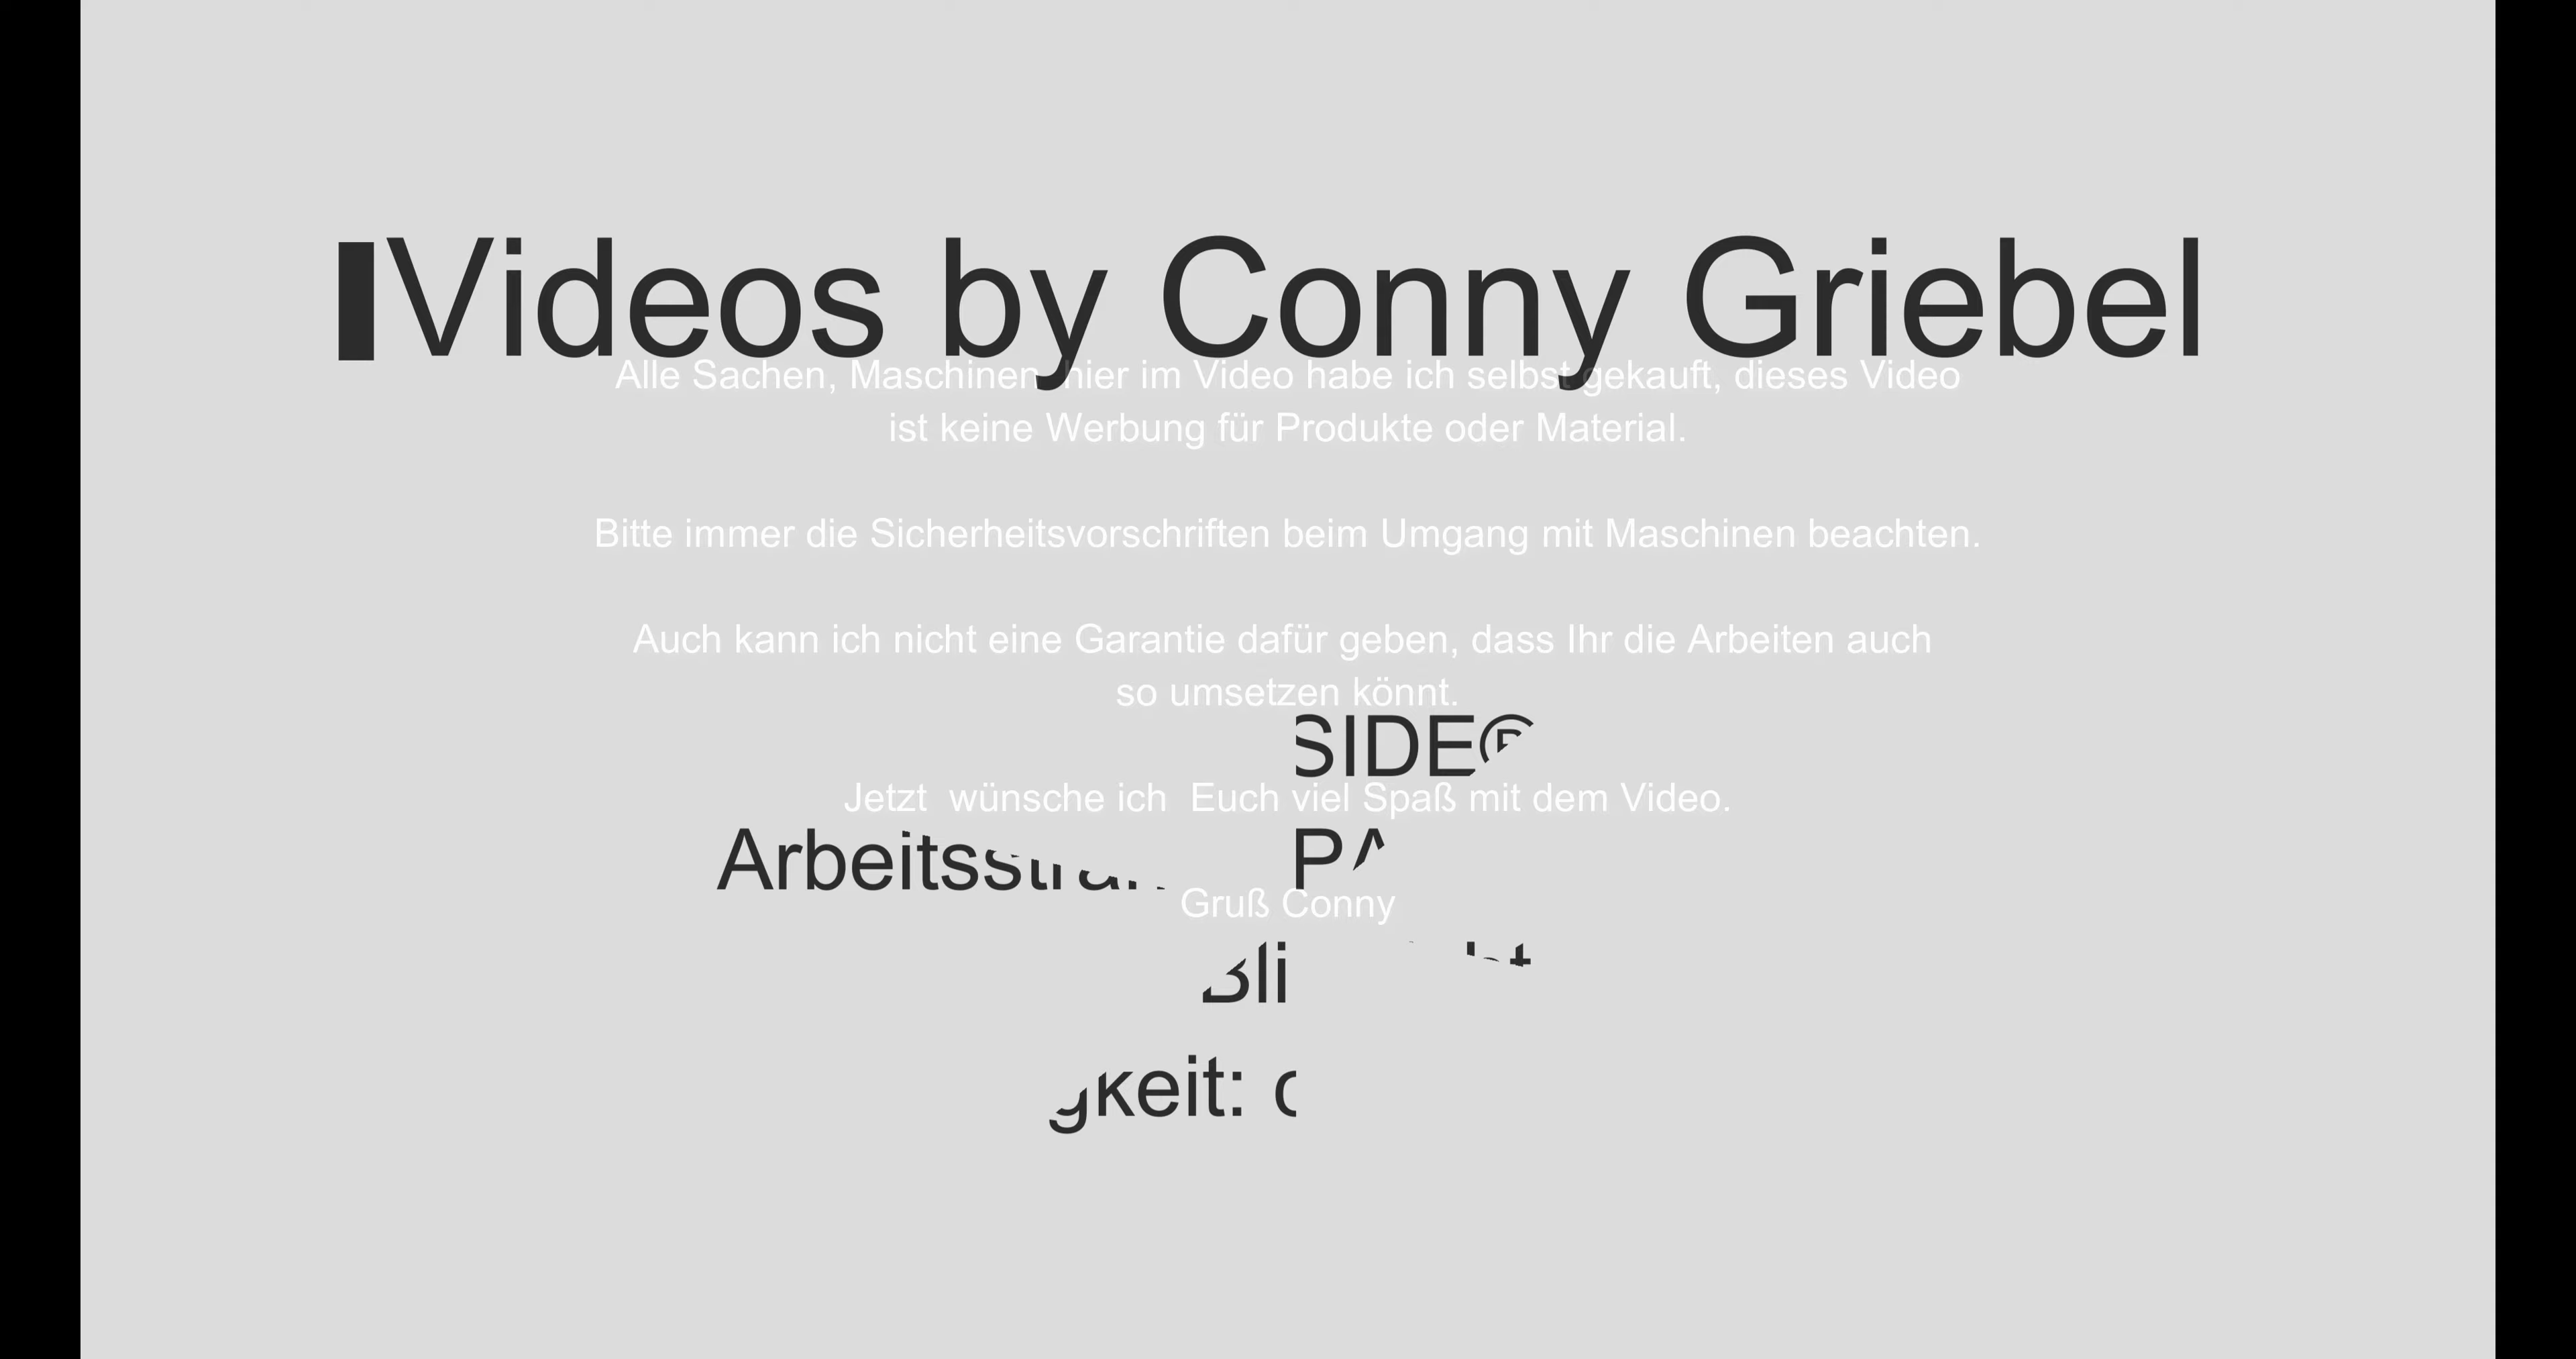 Videos by Conny Griebel
Alle Sachen, Maschinen hier im Video habe ich selbst gekauft, dieses Video
ist keine Werbung für Produkte oder Material.
Bitte immer die Sicherheitsvorschriften beim Umgang mit Maschinen beachten.
Auch kann ich nicht eine Garantie dafür geben, dass Ihr die Arbeiten auch
so umsetzen könnt.
SIDE®
Jetzt wünsche ich Euch viel Spaß mit dem Video.
Gruß Conny